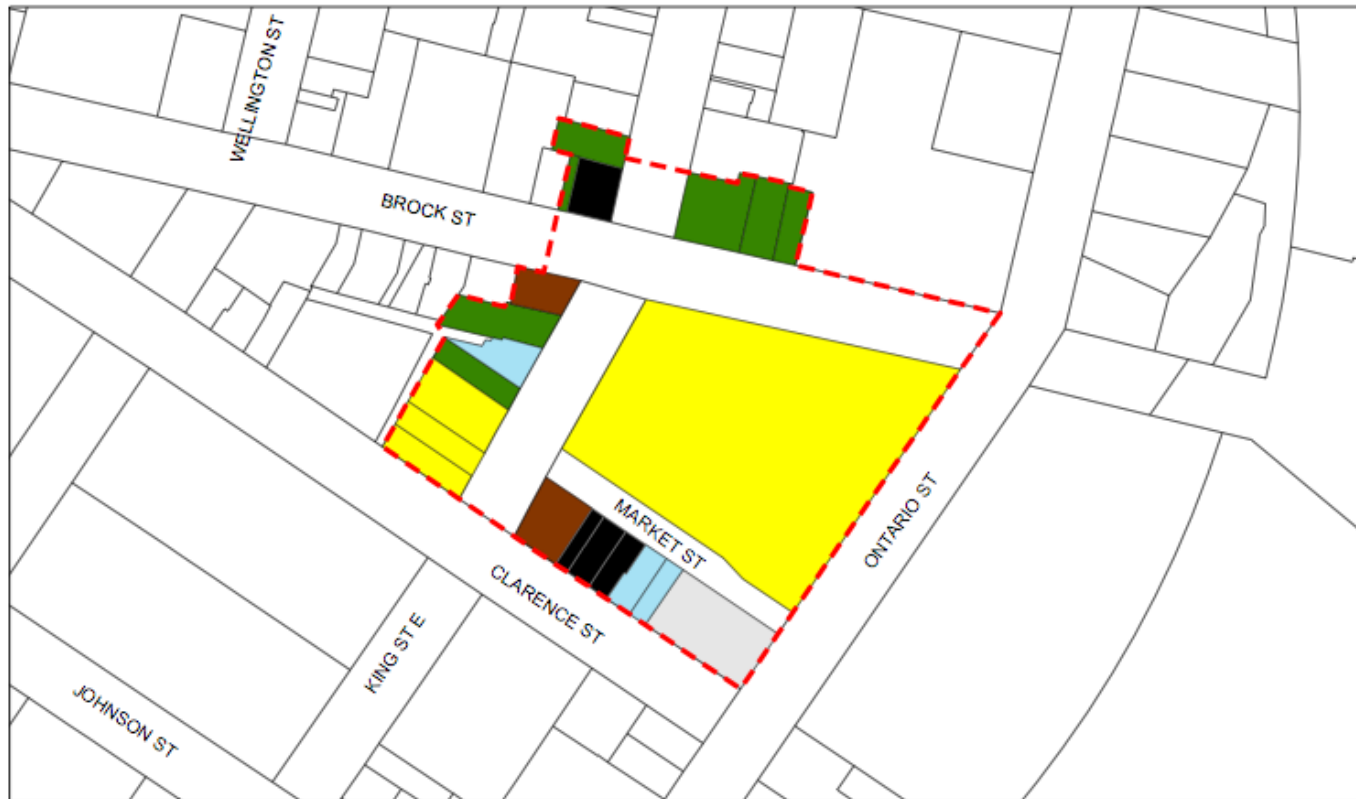 WELLINGTON ST
BROCK ST
MARKET ST
ONTARIO ST
CLARENCE ST
KING ST E
JOHNSON ST